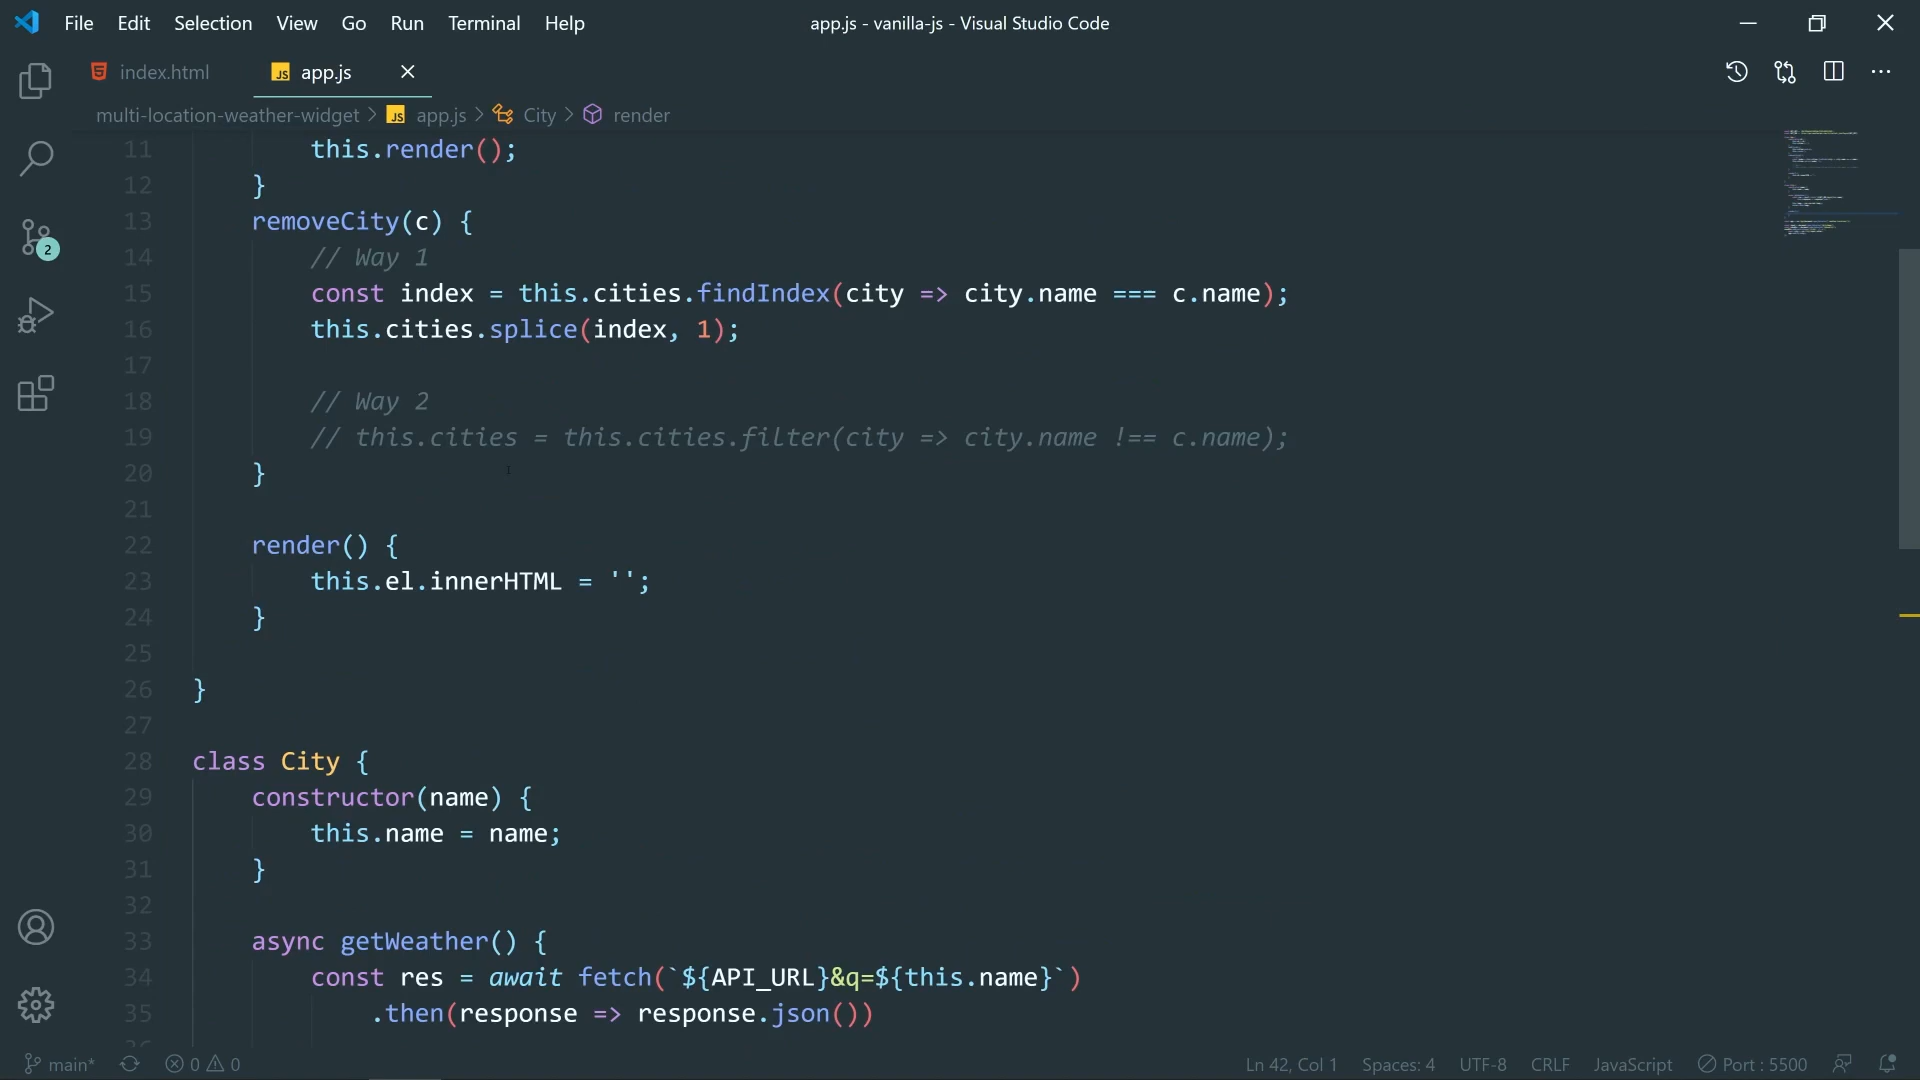 File Edit Selection View Go Run Terminal Help
app.js - vanilla-js - Visual Studio Code
index.html
JS app.js
multi-location-weather-widget > JS app.js > City > render
11 this.render();
12 }
13 removeCity(c) {
14 // Way 1
15 const index = this.cities.findIndex(city => city.name === c.name);
16 this.cities.splice(index, 1);
17
18 // Way 2
19 // this.cities = this.cities.filter(city => city.name !== c.name);
20 }
21
22 render() {
23 this.el.innerHTML = '';
24 }
25
26 }
27
28 class City {
29 constructor(name) {
30 this.name = name;
31 }
32
33 async getWeather() {
34 const res = await fetch(`${API_URL}&q=${this.name}`)
35 .then(response => response.json())
2
main* 0 0
Ln 42, Col 1 Spaces: 4 UTF-8 CRLF JavaScript Port : 5500